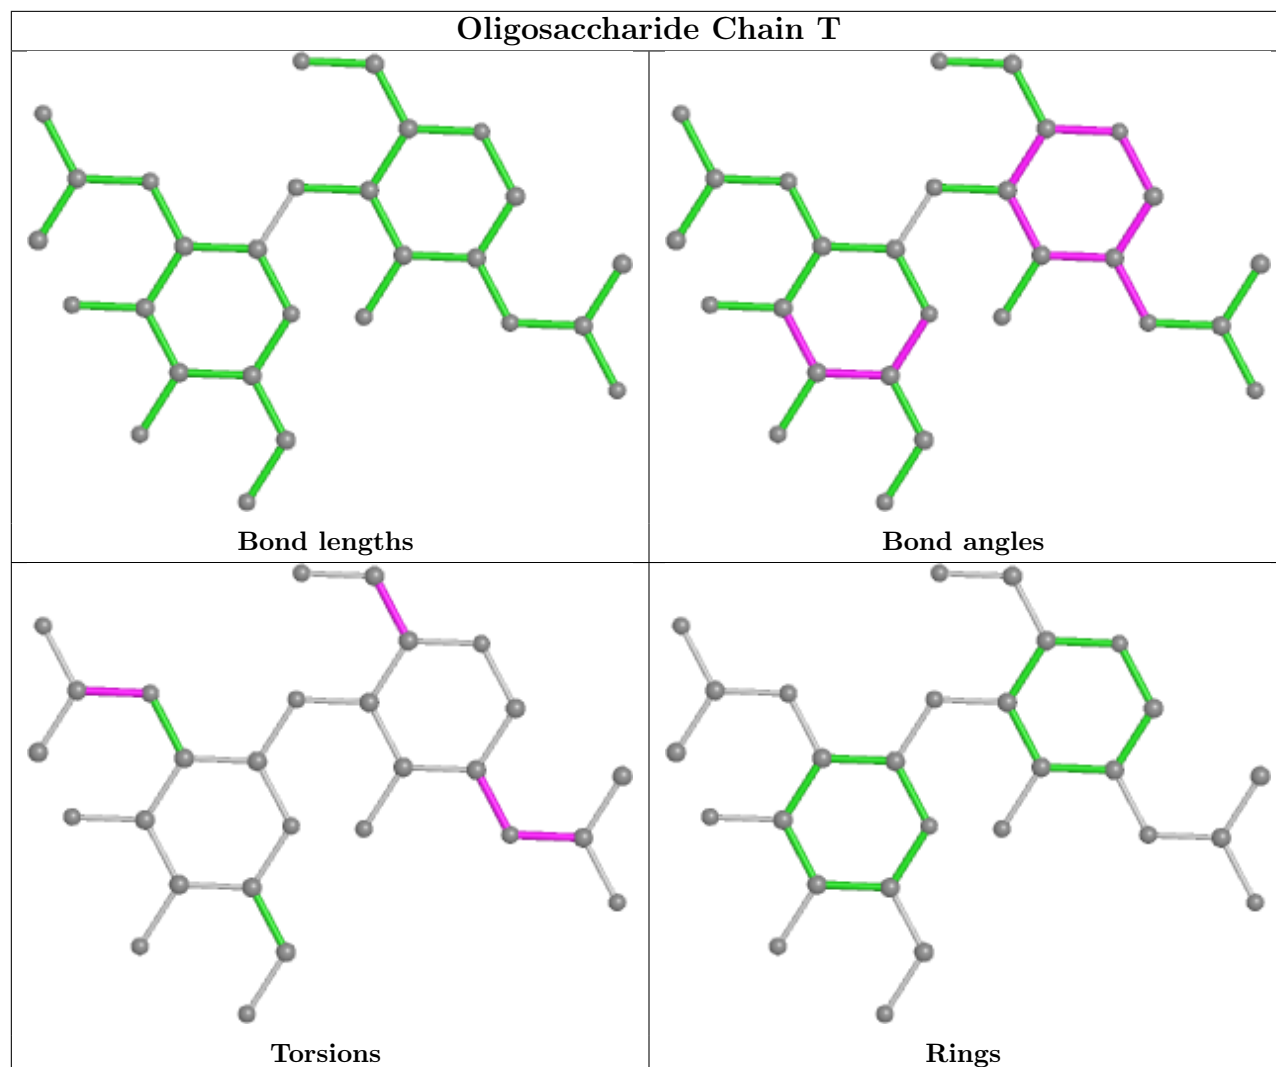 Oligosaccharide Chain T
Bond lengths
Bond angles
Torsions
Rings